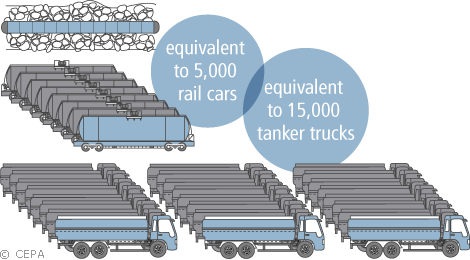 equivalent
to 5,000
rail cars
equivalent
to 15,000
tanker trucks
© CEPA